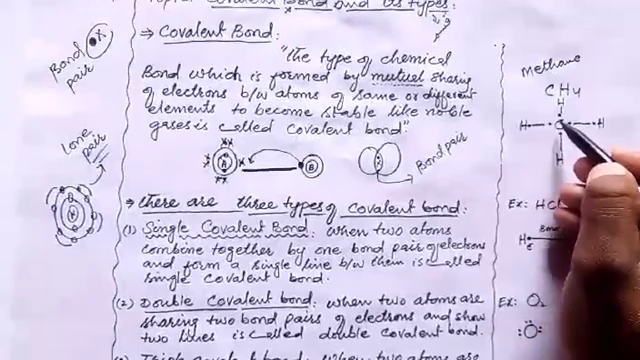 Covalent Bond and its types:
⇒ Covalent Bond:
"The type of chemical
Bond which is formed by mutual sharing
of electrons b/w atoms of same or different
elements to become stable like noble
gases is called covalent bond."
Bond pair
Lone pair
Bond pair
⇒ There are three types of covalent bond:
(1) Single Covalent Bond: when two atoms
combine together by one bond pair of electrons
and form a single line b/w them is called
single covalent bond.
(2) Double Covalent bond: when two atoms are
sharing two bond pairs of electrons and show
two lines is called double covalent bond.
when two atoms are
Methane
CH4
H
H C H
H
Ex: HCl
H
Ex: O2
:O: